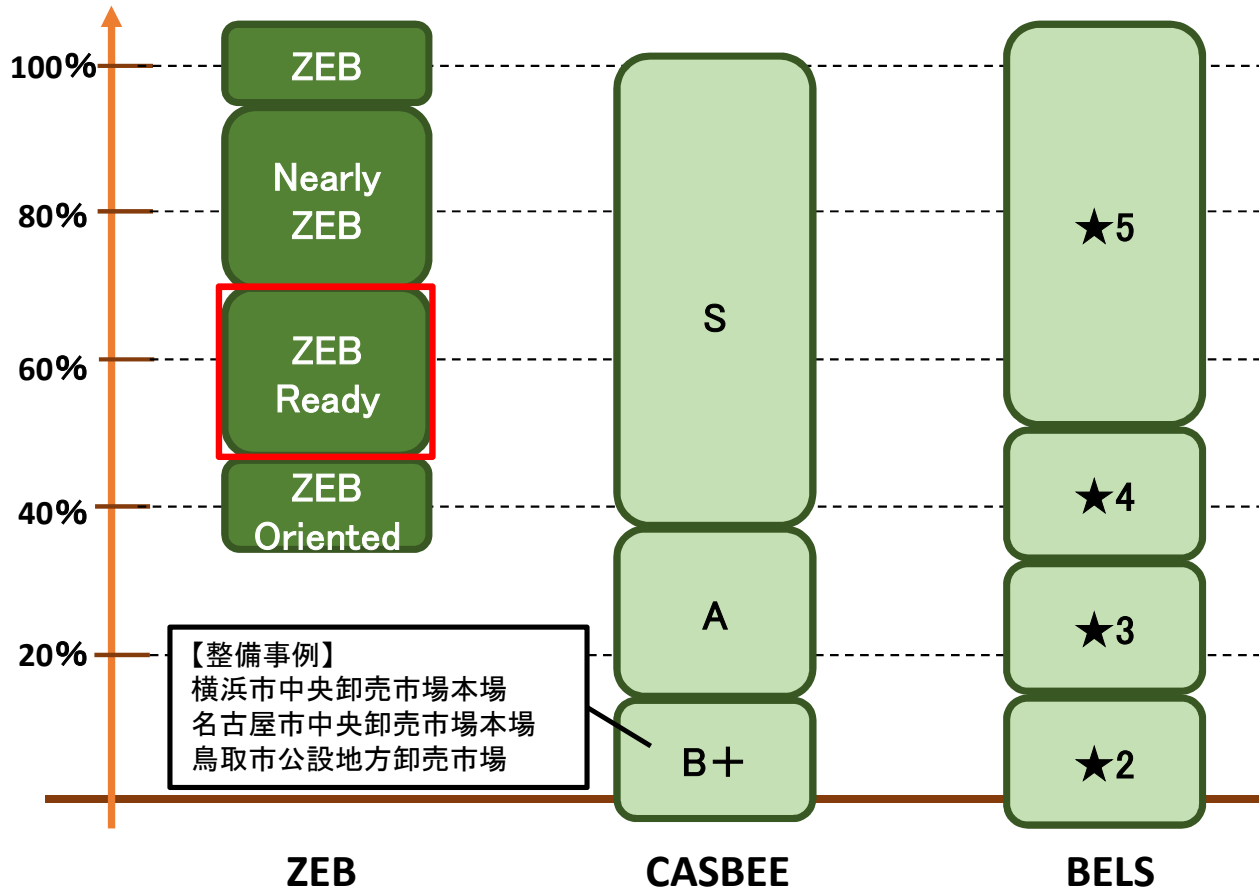 100%
80%
60%
40%
20%
ZEB
Nearly
ZEB
ZEB
Ready
ZEB
Oriented
S
A
B＋
★5
★4
★3
★2
【整備事例】
横浜市中央卸売市場本場
名古屋市中央卸売市場本場
鳥取市公設地方卸売市場
ZEB
CASBEE
BELS